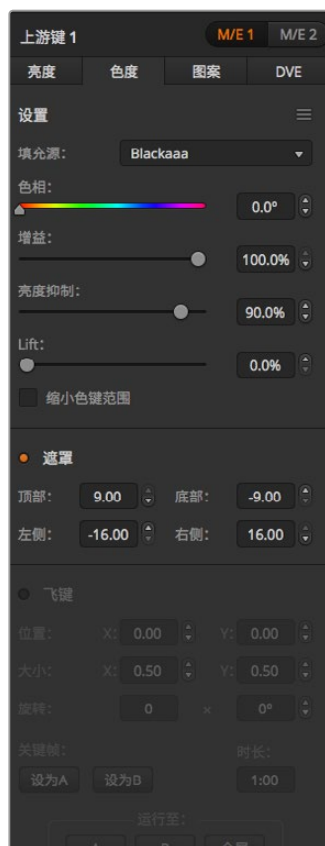 上游键 1 M/E 1 M/E 2
亮度 色度 图案 DVE
设置
填充源: Blackaaa
色相:
0.0°
增益:
100.0%
亮度抑制:
90.0%
Lift:
0.0%
缩小色键范围
遮罩
顶部: 9.00 底部: -9.00
左侧: -16.00 右侧: 16.00
飞键
位置: X: 0.00 Y: 0.00
大小: X: 0.50 Y: 0.50
旋转: 0 x 0°
关键帧: 时长:
设为A 设为B 1:00
运行至:
A B 全屏